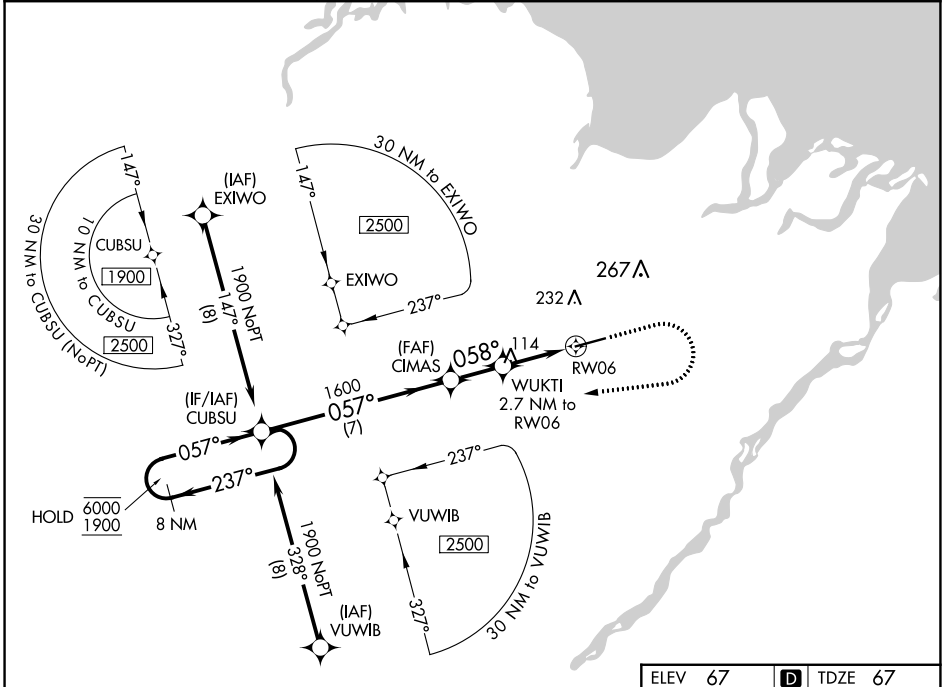 30 NM to EXIWO
147°
(IAF)
EXIWO
147°
2500
30 NM to CUBSU (NoPT)
10 NM to CUBSU
CUBSU
1900
2500
327°
1900 NoPT
147°
(8)
EXIWO
237°
267
232
(FAF)
CIMAS
058°
114
RW06
WUKTI
2.7 NM to
RW06
1600
057°
(7)
(IF/IAF)
CUBSU
057°
237°
HOLD 6000
1900
8 NM
237°
VUWIB
2500
30 NM to VUWIB
327°
1900 NoPT
328°
(8)
(IAF)
VUWIB
ELEV 67 D TDZE 67